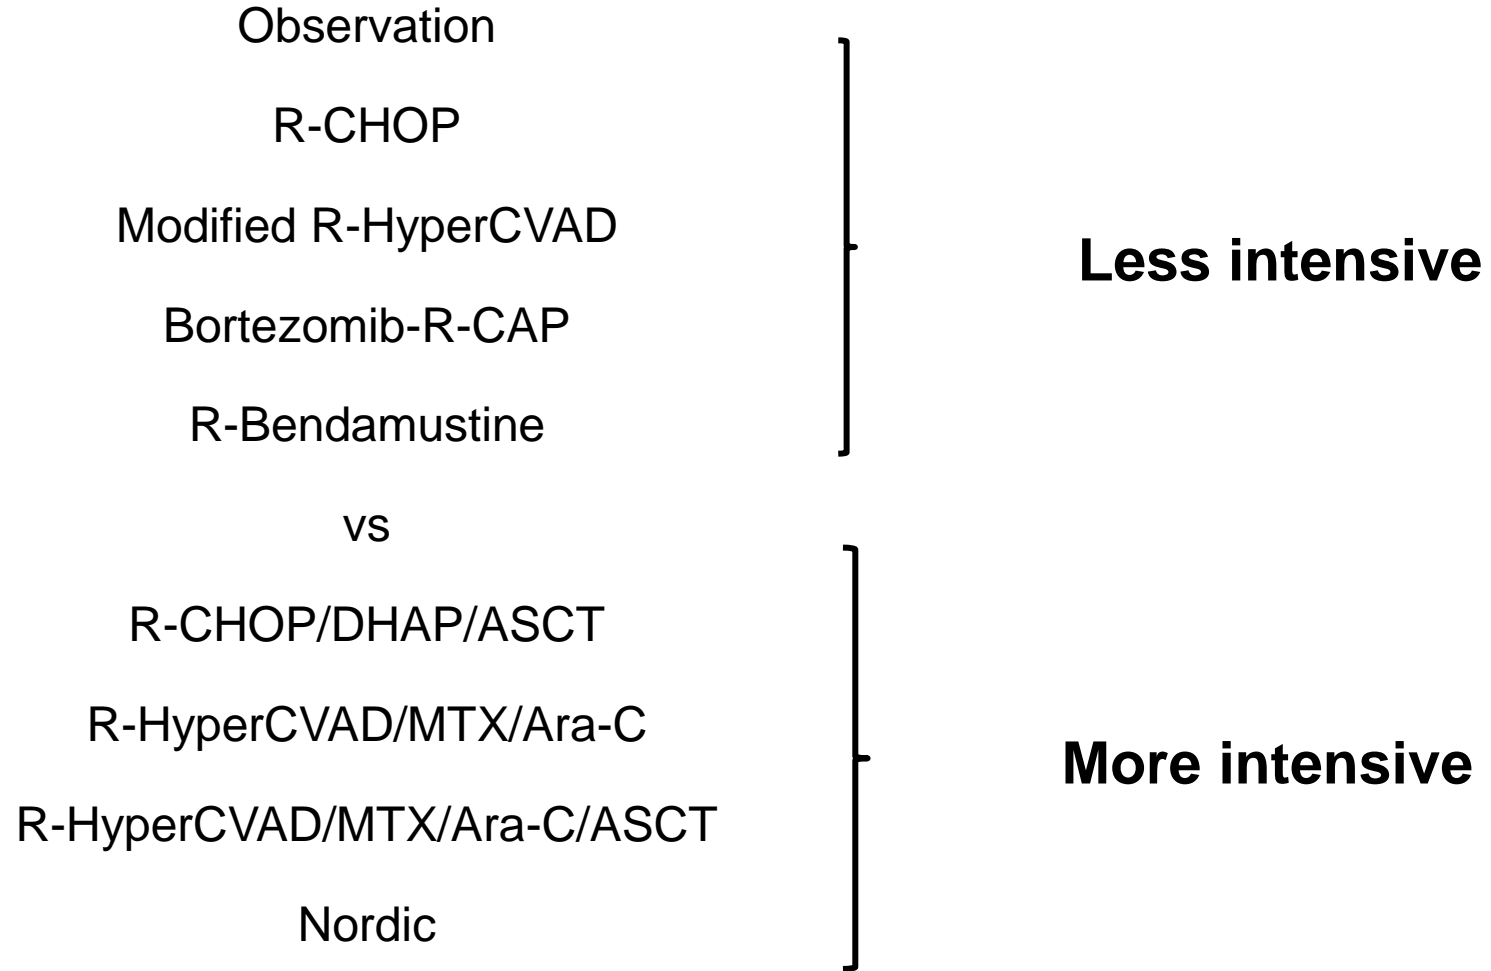 Observation
R-CHOP
Modified R-HyperCVAD
Bortezomib-R-CAP
R-Bendamustine
Less intensive
vs
R-CHOP/DHAP/ASCT
R-HyperCVAD/MTX/Ara-C
R-HyperCVAD/MTX/Ara-C/ASCT
Nordic
More intensive